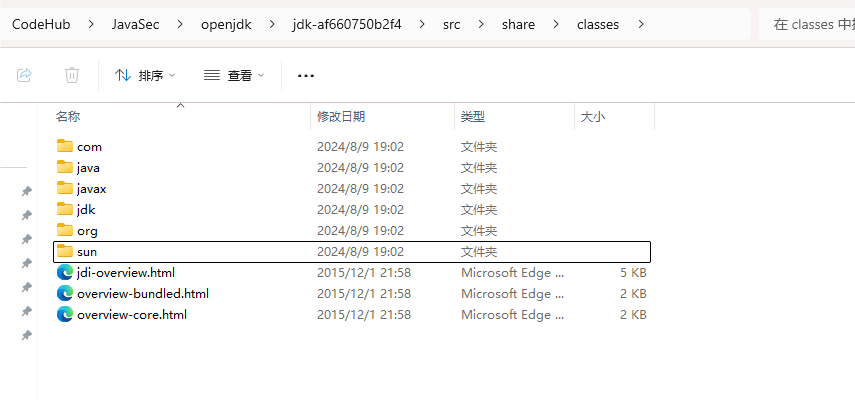 CodeHub > JavaSec > openjdk > jdk-af660750b2f4 > src > share > classes > 在 classes 中
排序 查看 ...
名称 修改日期 类型 大小
com 2024/8/9 19:02 文件夹
java 2024/8/9 19:02 文件夹
javax 2024/8/9 19:02 文件夹
jdk 2024/8/9 19:02 文件夹
org 2024/8/9 19:02 文件夹
sun 2024/8/9 19:02 文件夹
jdi-overview.html 2015/12/1 21:58 Microsoft Edge ... 5 KB
overview-bundled.html 2015/12/1 21:58 Microsoft Edge ... 2 KB
overview-core.html 2015/12/1 21:58 Microsoft Edge ... 2 KB